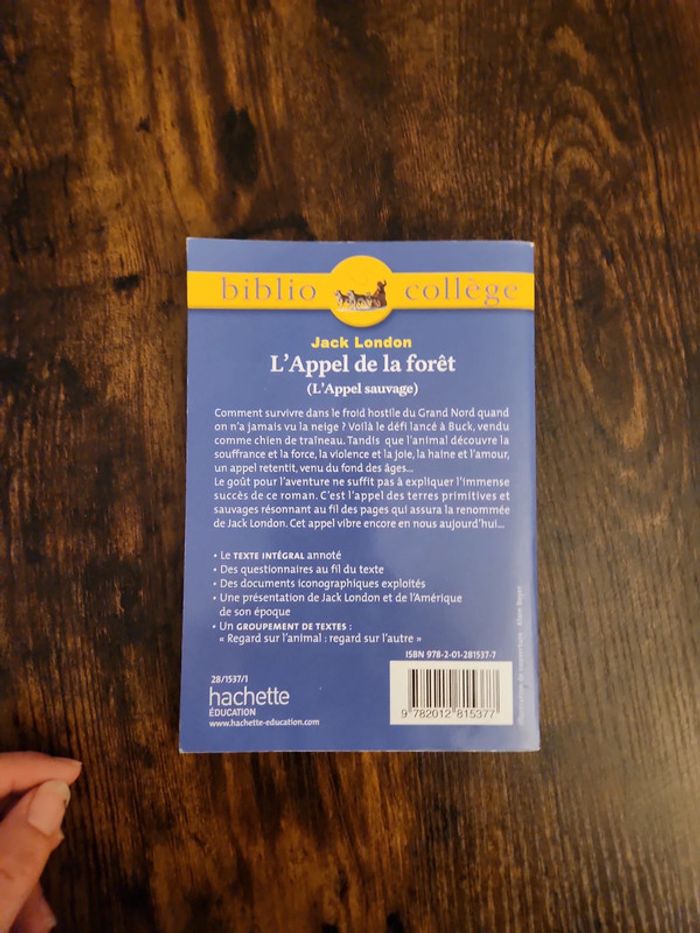 biblio collège
Jack London
L'Appel de la forêt
(L'Appel sauvage)
Comment survivre dans le froid hostile du Grand Nord quand
on n'a jamais vu la neige ? Voilà le défi lancé à Buck, vendu
comme chien de traîneau. Tandis que l'animal découvre la
souffrance et la force, la violence et la joie, la haine et l'amour,
un appel retentit, venu du fond des âges...
Le goût pour l'aventure ne suffit pas à expliquer l'immense
succès de ce roman. C'est l'appel des terres primitives et
sauvages résonnant au fil des pages qui assura la renommée
de Jack London. Cet appel vibre encore en nous aujourd'hui...
• Le TEXTE INTÉGRAL annoté
• Des questionnaires au fil du texte
• Des documents iconographiques exploités
• Une présentation de Jack London et de l'Amérique
de son époque
• Un GROUPEMENT DE TEXTES :
« Regard sur l'animal : regard sur l'autre »
ISBN 978-2-01-281537-7
28/1537/1
hachette
ÉDUCATION
www.hachette-education.com
9 782012 815377
Illustration de couverture : Alain Boyer